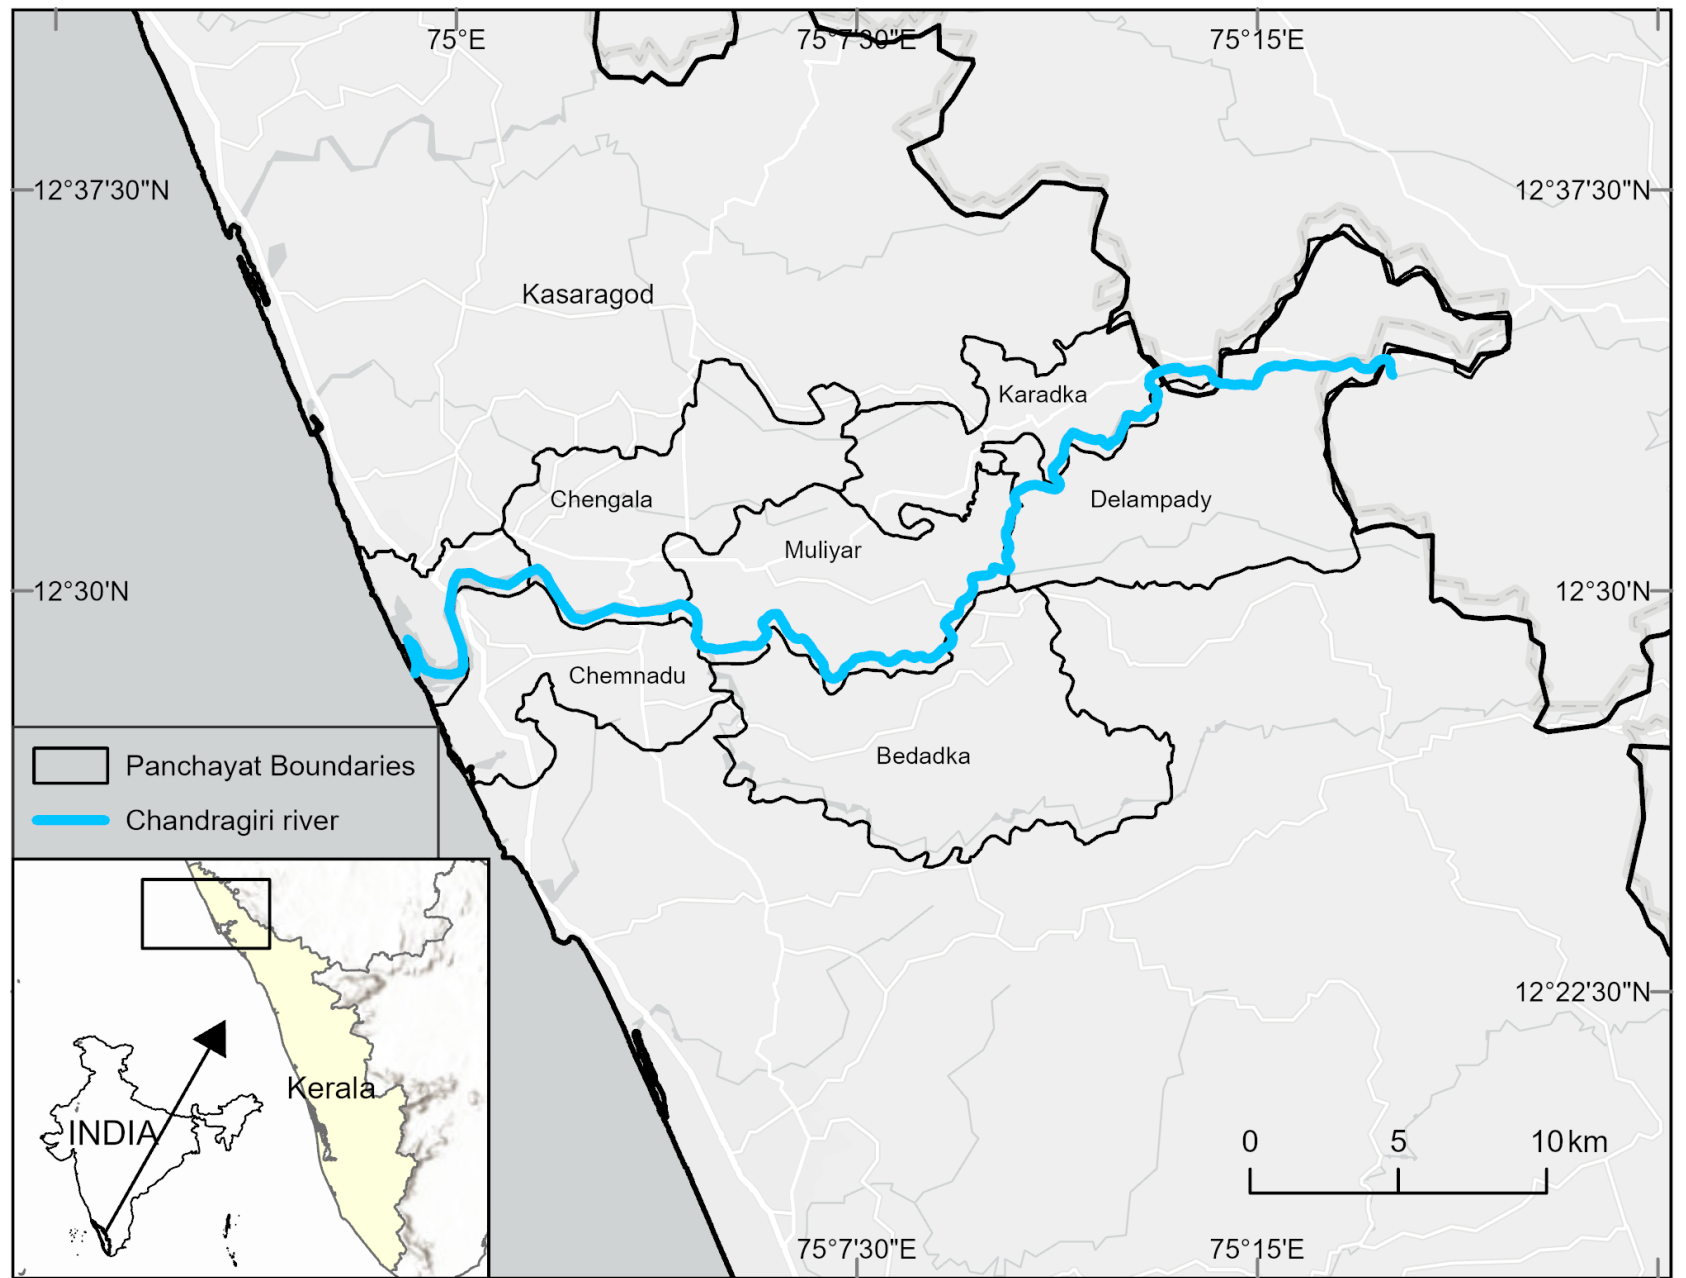 75°E
75°7'30"E
75°15'E
12°37'30"N
12°37'30"N
Kasaragod
Karadka
Chengala
Delampady
Muliyar
12°30'N
12°30'N
Chemnadu
Bedadka
Panchayat Boundaries
Chandragiri river
12°22'30"N
Kerala
INDIA
0 5 10 km
75°7'30"E
75°15'E